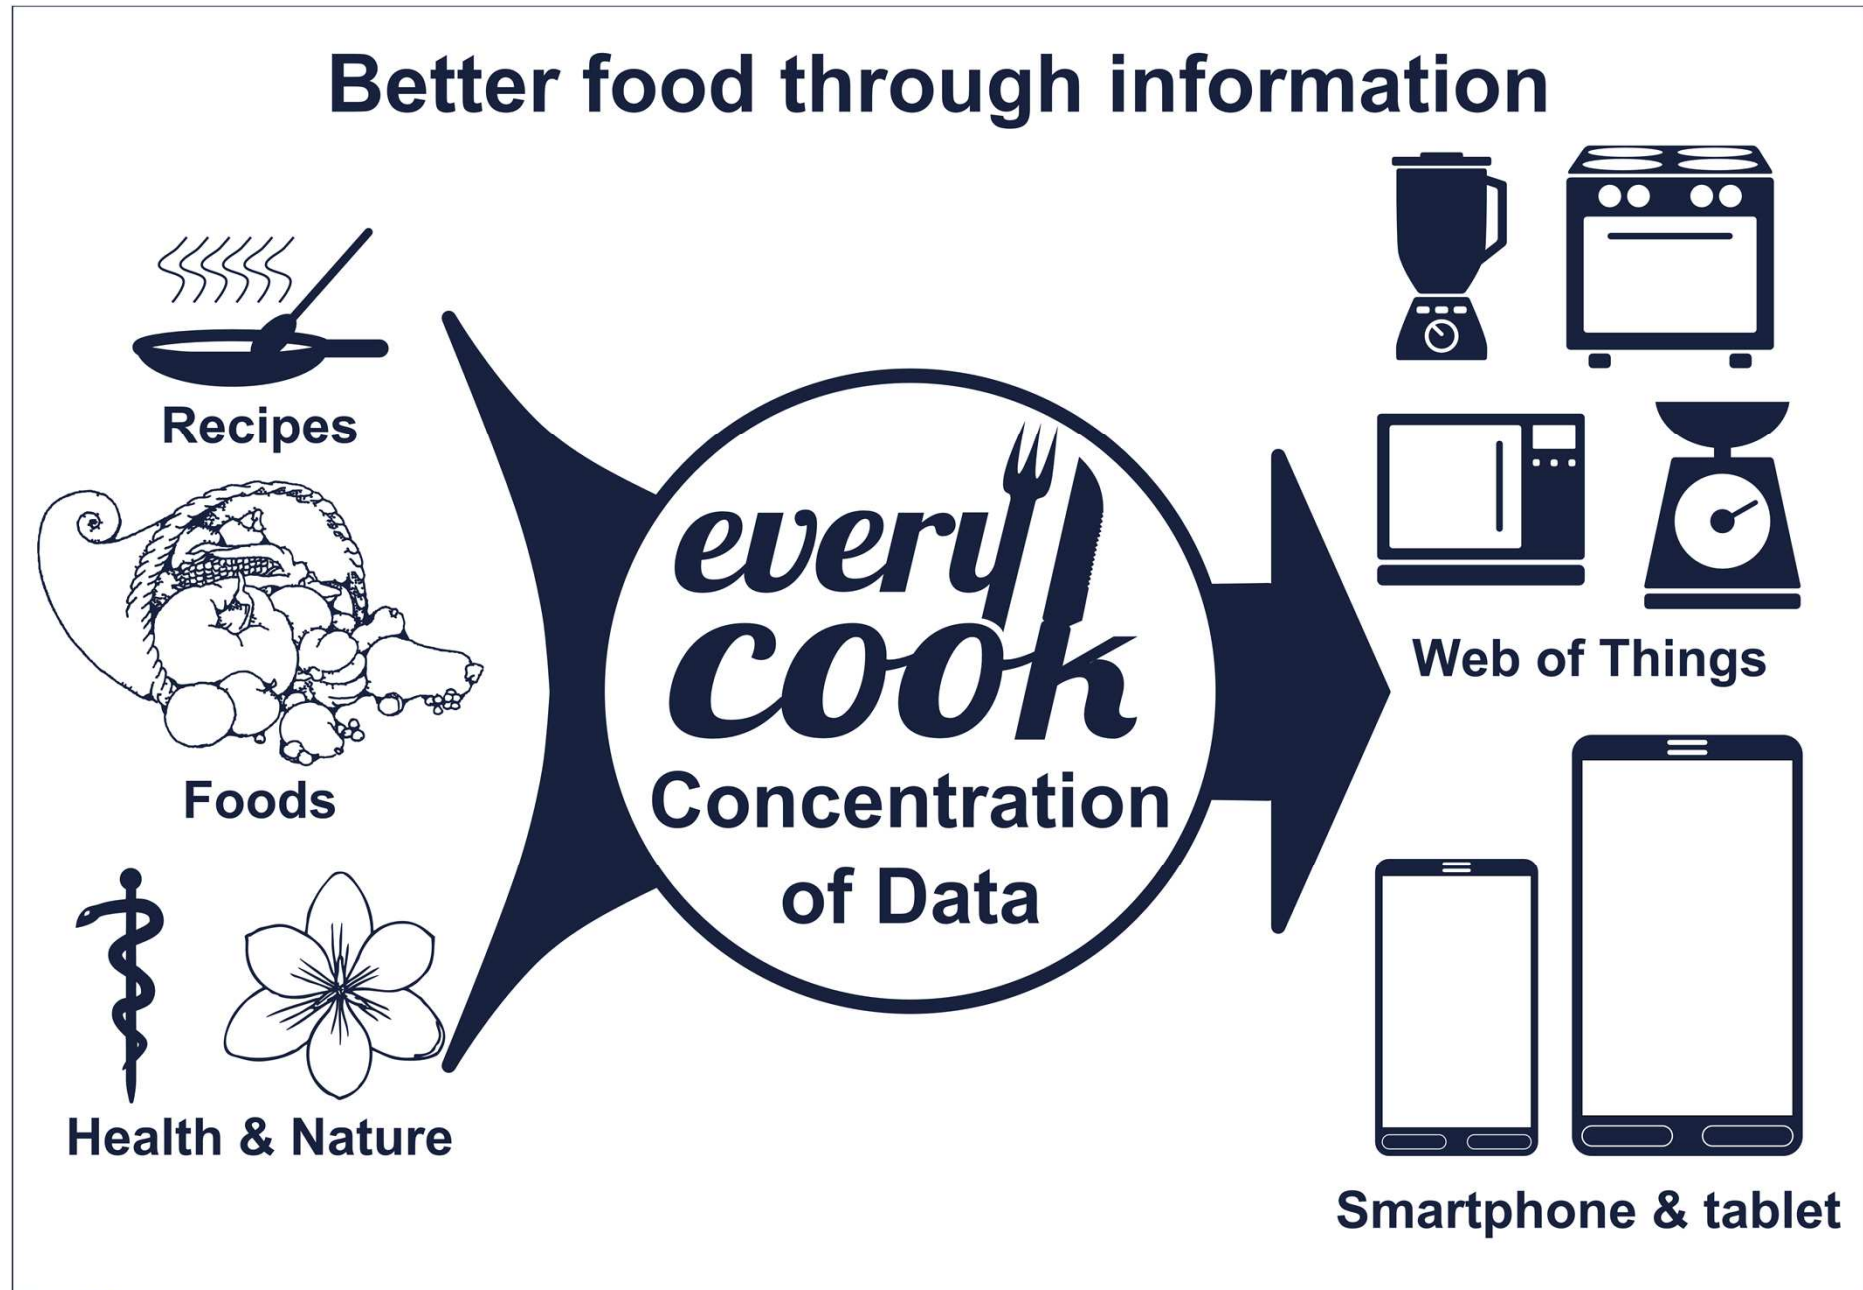 Better food through information
Recipes
Foods
Health & Nature
every
cook
Concentration
of Data
Web of Things
Smartphone & tablet